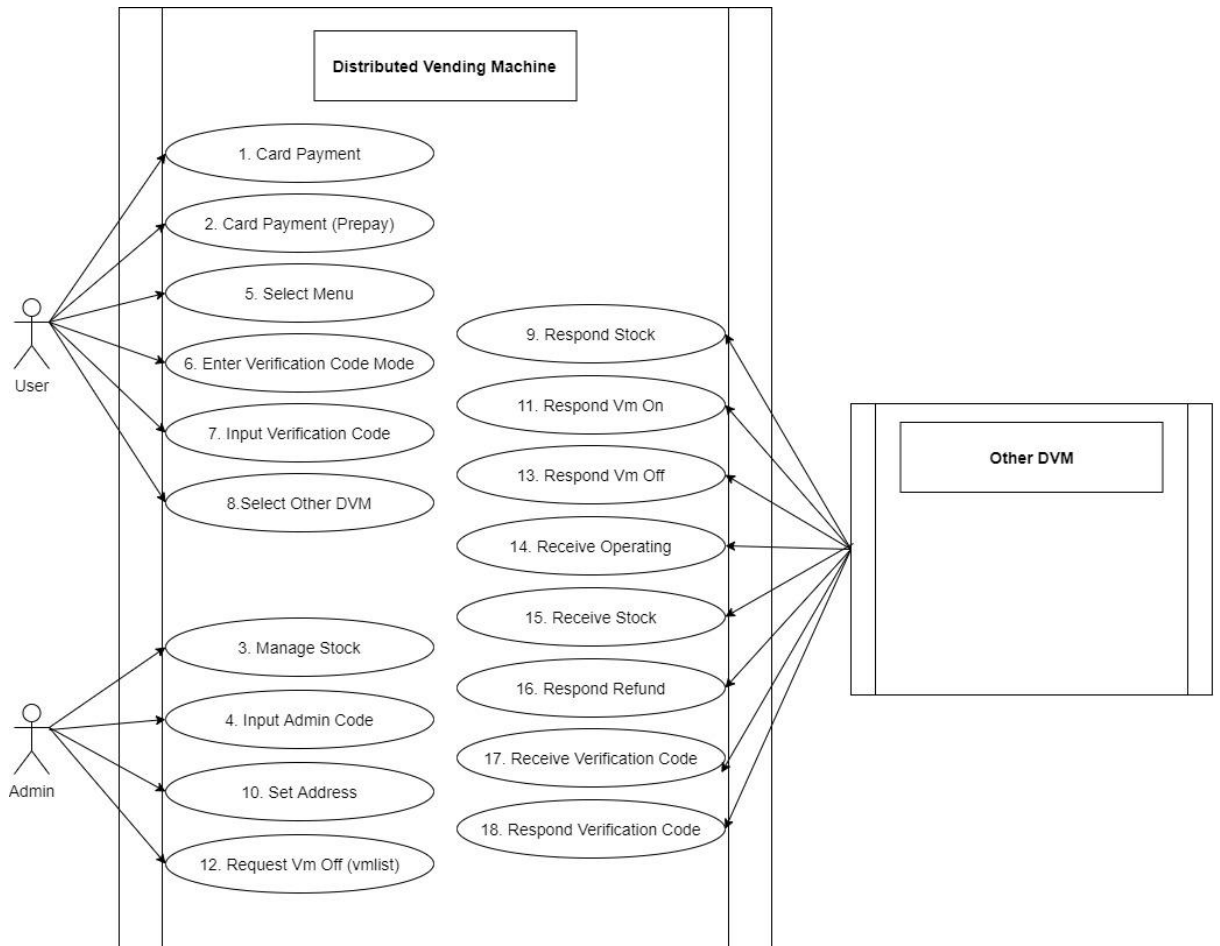 Distributed Vending Machine
1. Card Payment
2. Card Payment (Prepay)
5. Select Menu
6. Enter Verification Code Mode
7. Input Verification Code
8.Select Other DVM
User
3. Manage Stock
4. Input Admin Code
10. Set Address
12. Request Vm Off (vmlist)
Admin
9. Respond Stock
11. Respond Vm On
13. Respond Vm Off
14. Receive Operating
15. Receive Stock
16. Respond Refund
17. Receive Verification Code
18. Respond Verification Code
Other DVM